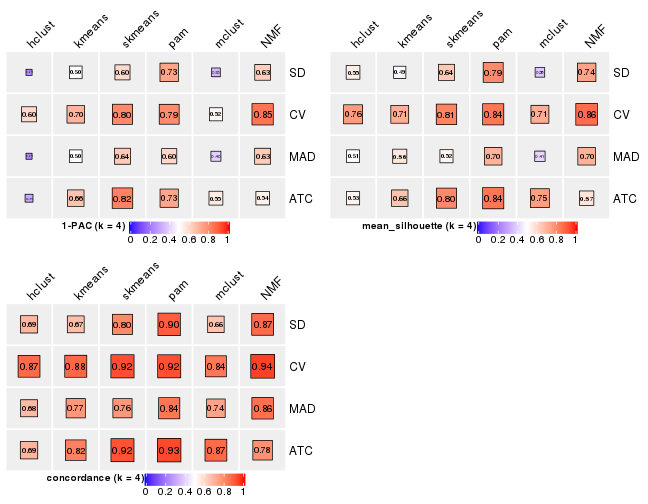 hclust kmeans skmeans pam mclust NMF
0.50 0.60 0.73 0.63 SD
0.60 0.70 0.80 0.79 0.52 0.85 CV
0.50 0.64 0.60 0.63 MAD
0.66 0.82 0.73 0.55 0.54 ATC
1-PAC (k = 4)
0 0.2 0.4 0.6 0.8 1
hclust kmeans skmeans pam mclust NMF
0.55 0.49 0.64 0.79 0.74 SD
0.76 0.71 0.81 0.84 0.71 0.86 CV
0.51 0.56 0.52 0.70 0.70 MAD
0.53 0.66 0.80 0.84 0.75 0.57 ATC
mean_silhouette (k = 4)
0 0.2 0.4 0.6 0.8 1
hclust kmeans skmeans pam mclust NMF
0.69 0.67 0.80 0.90 0.66 0.87 SD
0.87 0.88 0.92 0.92 0.84 0.94 CV
0.68 0.77 0.76 0.84 0.74 0.86 MAD
0.69 0.82 0.92 0.93 0.87 0.78 ATC
concordance (k = 4)
0 0.2 0.4 0.6 0.8 1